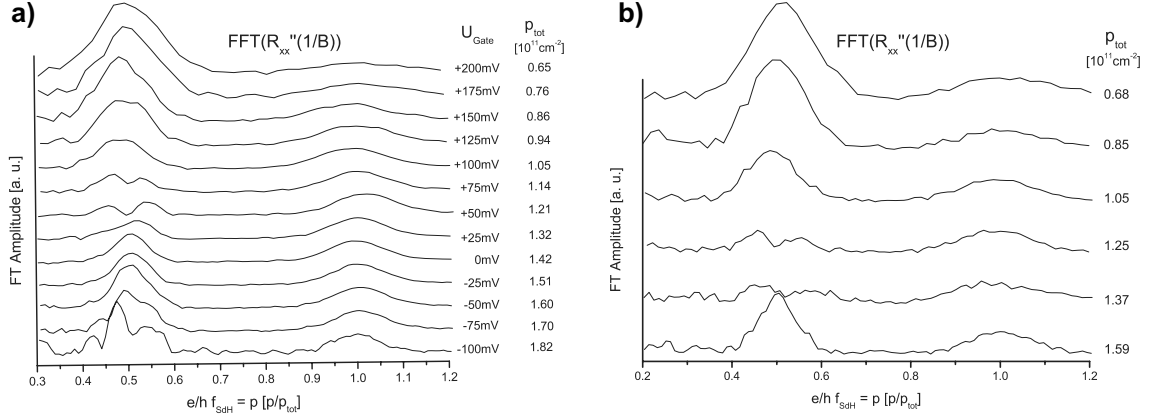 a)
FFT(Rxx"(1/B))
UGate
ptot
[10^11cm^-2]
+200mV 0.65
+175mV 0.76
+150mV 0.86
+125mV 0.94
+100mV 1.05
+75mV 1.14
+50mV 1.21
+25mV 1.32
0mV 1.42
-25mV 1.51
-50mV 1.60
-75mV 1.70
-100mV 1.82
FT Amplitude [a. u.]
0.3 0.4 0.5 0.6 0.7 0.8 0.9 1.0 1.1 1.2
e/h fSdH = p [p/ptot]
b)
FFT(Rxx"(1/B))
ptot
[10^11cm^-2]
0.68
0.85
1.05
1.25
1.37
1.59
FT Amplitude [a. u.]
0.2 0.4 0.6 0.8 1.0 1.2
e/h fSdH = p [p/ptot]